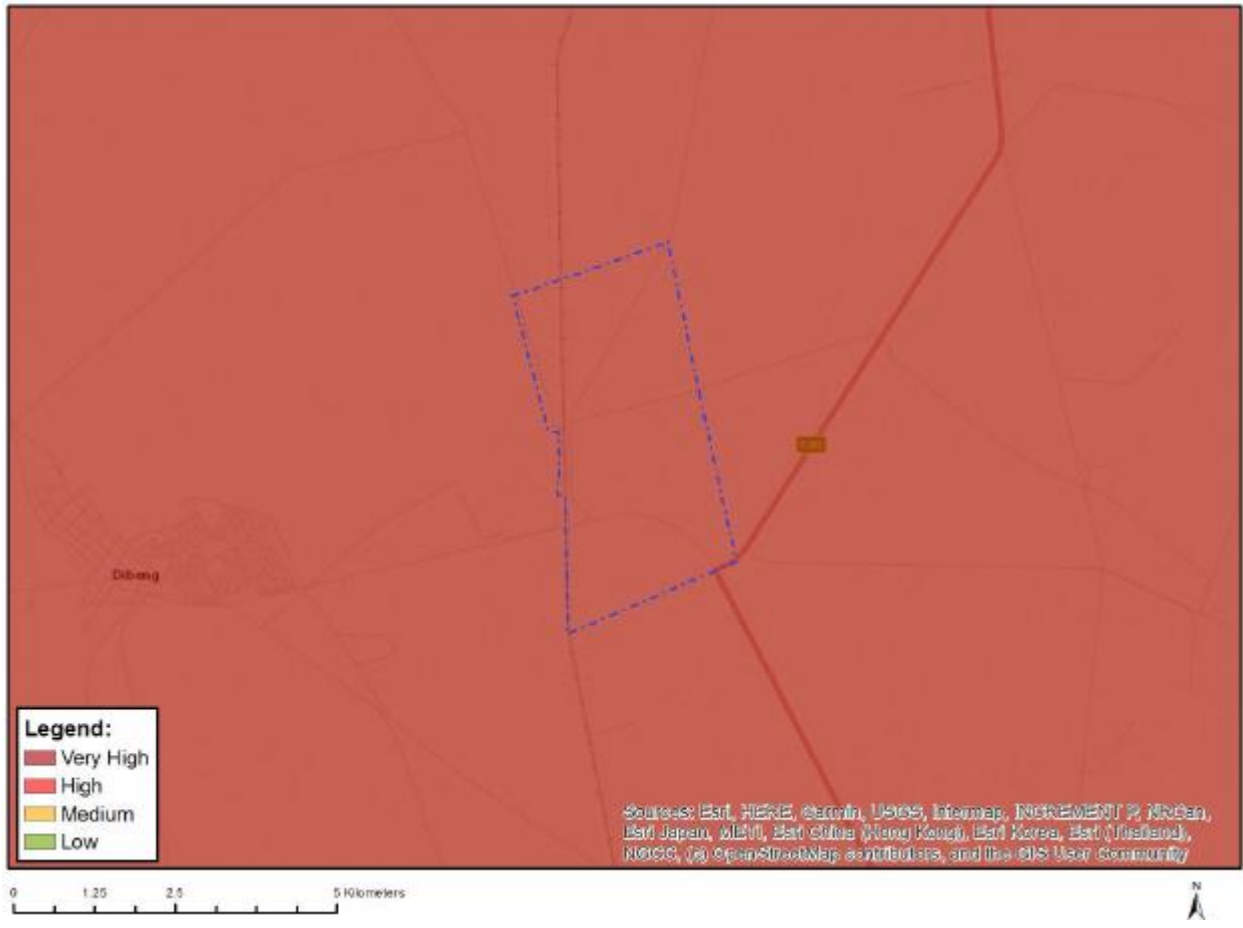 Dibeng
Legend:
Very High
High
Medium
Low
Sources: Esri, HERE, Garmin, USGS, Intermap, INCREMENT P, NRCan,
Esri Japan, METI, Esri China (Hong Kong), Esri Korea, Esri (Thailand),
NGCC, (c) OpenStreetMap contributors, and the GIS User Community
0 1.25 2.5 5 Kilometers
N